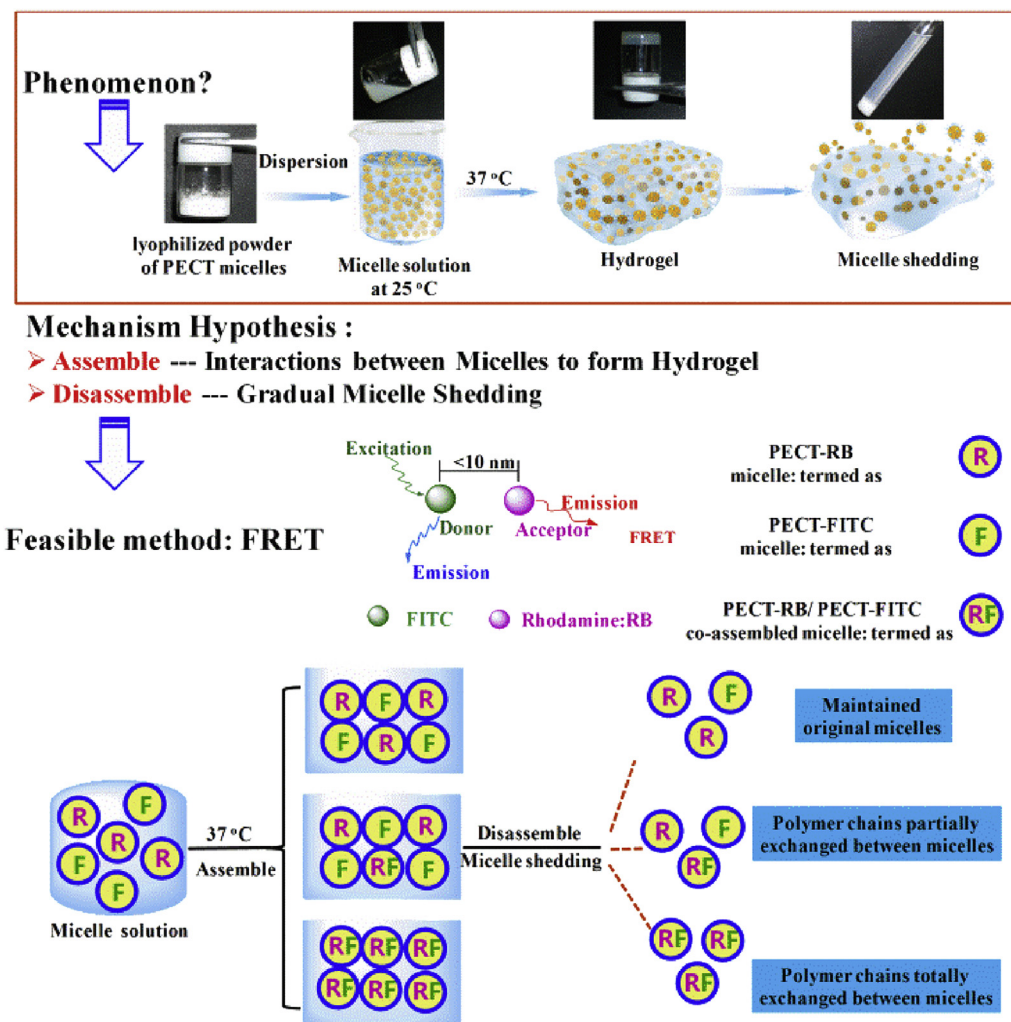 Phenomenon?
Dispersion
37 °C
lyophilized powder
of PECT micelles
Micelle solution
at 25 °C
Hydrogel
Micelle shedding
Mechanism Hypothesis :
➤ Assemble --- Interactions between Micelles to form Hydrogel
➤ Disassemble --- Gradual Micelle Shedding
Feasible method: FRET
Excitation
<10 nm
Donor
Acceptor
Emission
FRET
Emission
FITC
Rhodamine:RB
PECT-RB
micelle: termed as
R
PECT-FITC
micelle: termed as
F
PECT-RB/ PECT-FITC
co-assembled micelle: termed as
RF
F
R
R
F
R
F
Micelle solution
37 °C
Assemble
R F R
F R F
R F R
F RF F
RF RF RF
RF RF RF
Disassemble
Micelle shedding
R F
R
Maintained
original micelles
R F
RF
Polymer chains partially
exchanged between micelles
RF RF
RF
Polymer chains totally
exchanged between micelles